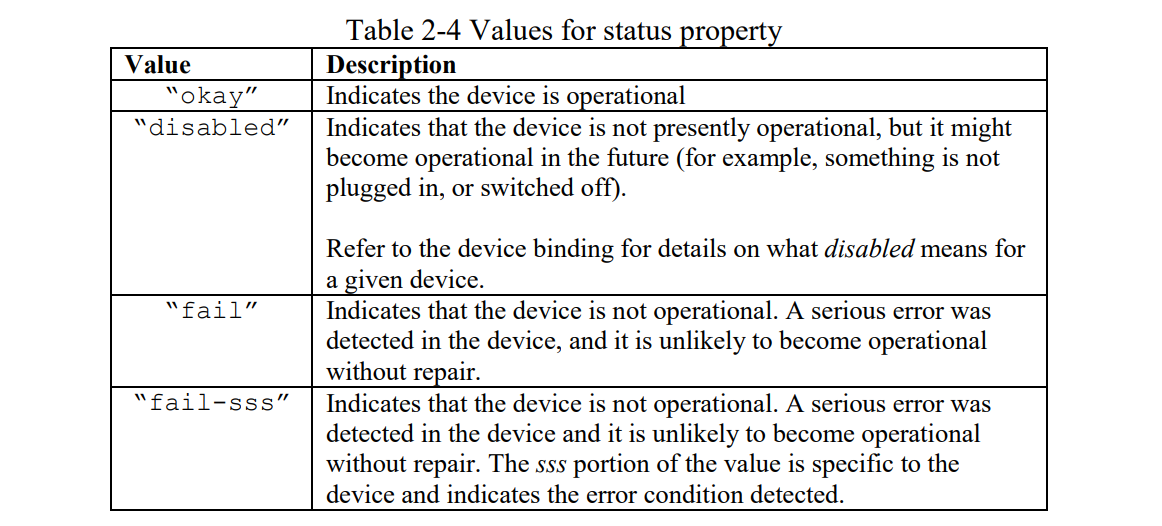 Table 2-4 Values for status property
Value Description
“okay” Indicates the device is operational
“disabled” Indicates that the device is not presently operational, but it might
become operational in the future (for example, something is not
plugged in, or switched off).
Refer to the device binding for details on what disabled means for
a given device.
“fail” Indicates that the device is not operational. A serious error was
detected in the device, and it is unlikely to become operational
without repair.
“fail-sss” Indicates that the device is not operational. A serious error was
detected in the device and it is unlikely to become operational
without repair. The sss portion of the value is specific to the
device and indicates the error condition detected.